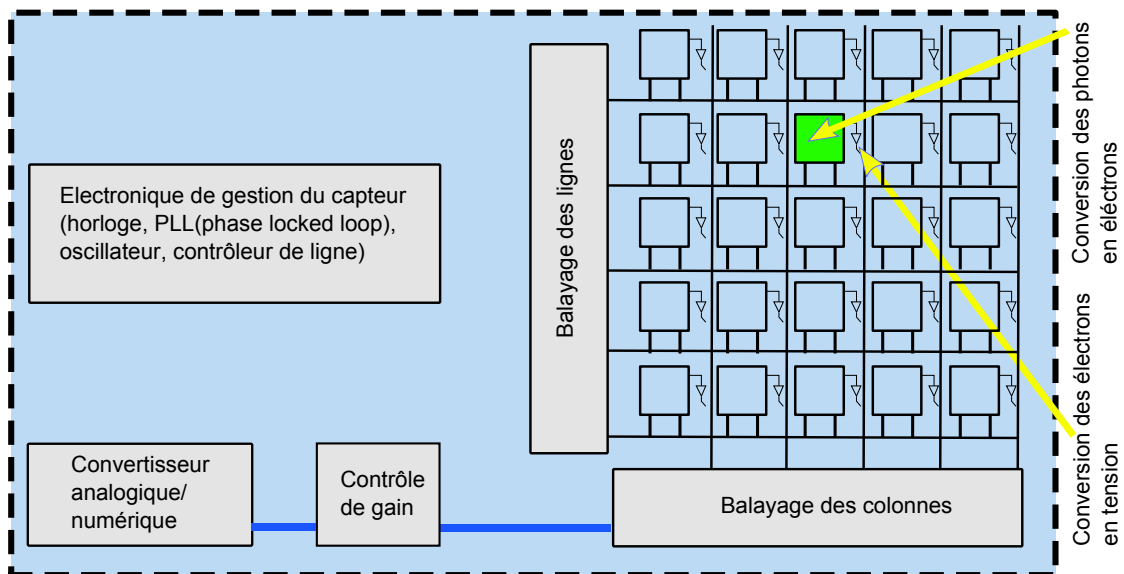 Electronique de gestion du capteur
(horloge, PLL(phase locked loop),
oscillateur, contrôleur de ligne)
Balayage des lignes
Conversion des photons
en éléctrons
Conversion des électrons
en tension
Convertisseur
analogique/
numérique
Contrôle
de gain
Balayage des colonnes